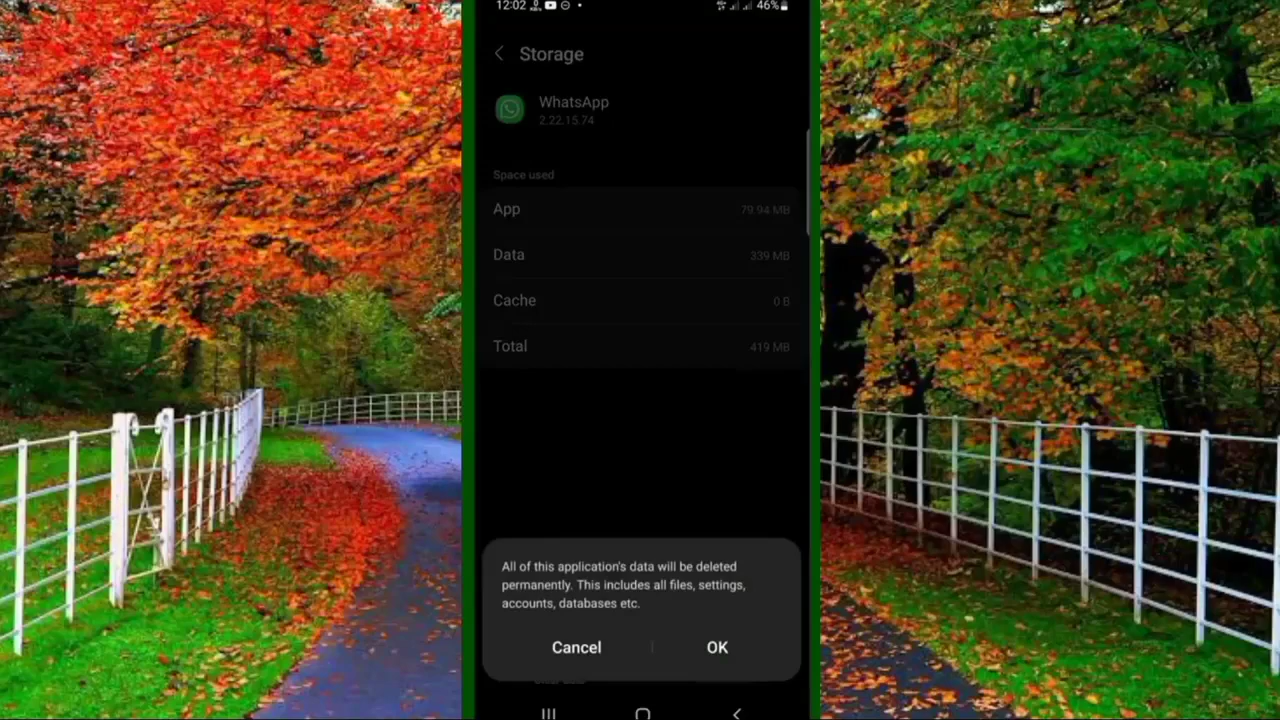 12:02
46%
Storage
WhatsApp
2.22.15.74
Space used
App 79.94 MB
Data 339 MB
Cache 0 B
Total 419 MB
All of this application's data will be deleted
permanently. This includes all files, settings,
accounts, databases etc.
Cancel OK